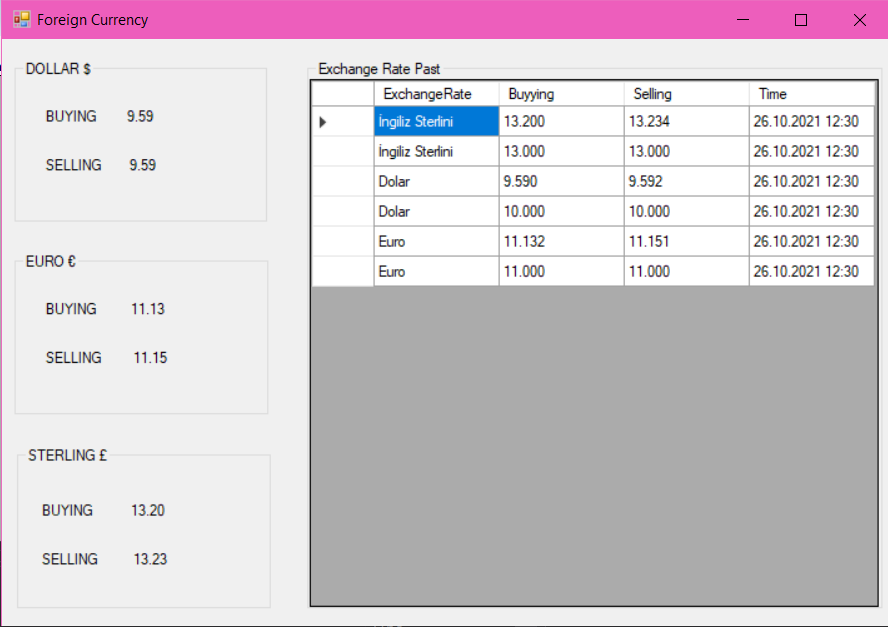 Foreign Currency
DOLLAR $
BUYING 9.59
SELLING 9.59
EURO €
BUYING 11.13
SELLING 11.15
STERLING £
BUYING 13.20
SELLING 13.23
Exchange Rate Past
ExchangeRate Buyying Selling Time
İngiliz Sterlini 13.200 13.234 26.10.2021 12:30
İngiliz Sterlini 13.000 13.000 26.10.2021 12:30
Dolar 9.590 9.592 26.10.2021 12:30
Dolar 10.000 10.000 26.10.2021 12:30
Euro 11.132 11.151 26.10.2021 12:30
Euro 11.000 11.000 26.10.2021 12:30